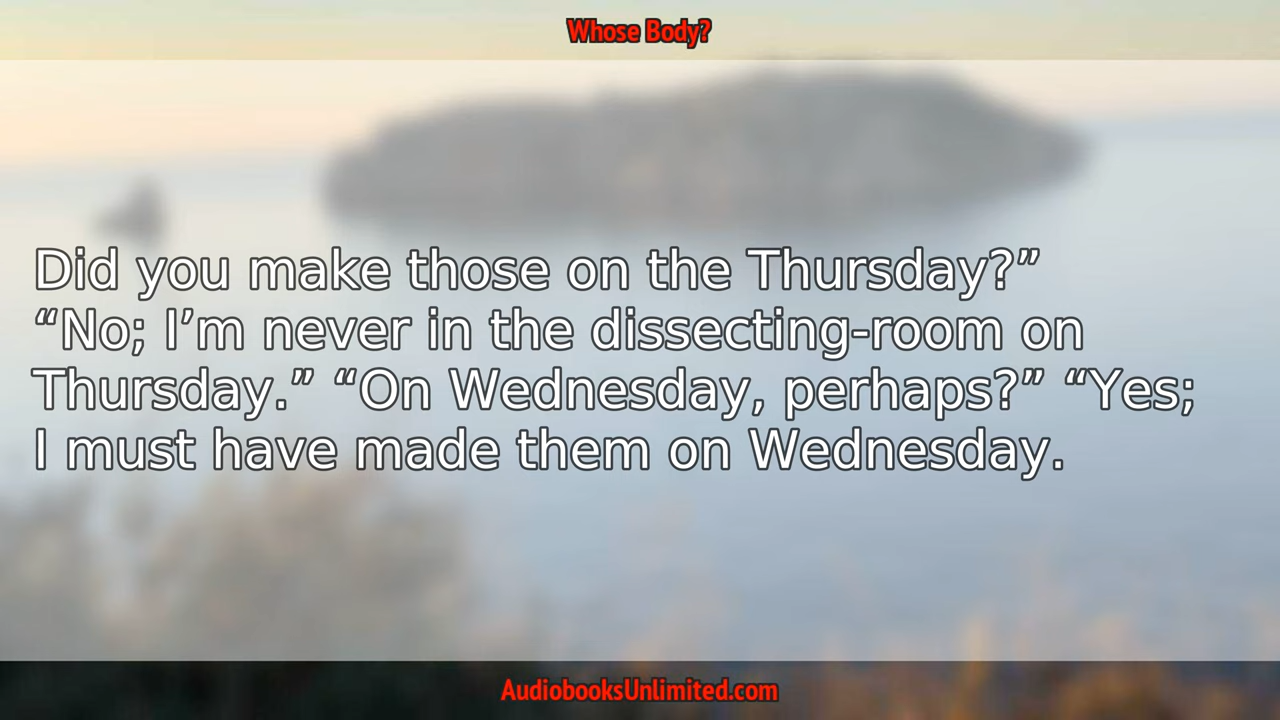 Whose Body?
Did you make those on the Thursday?”
“No; I’m never in the dissecting-room on
Thursday.” “On Wednesday, perhaps?” “Yes;
I must have made them on Wednesday.
AudiobooksUnlimited.com